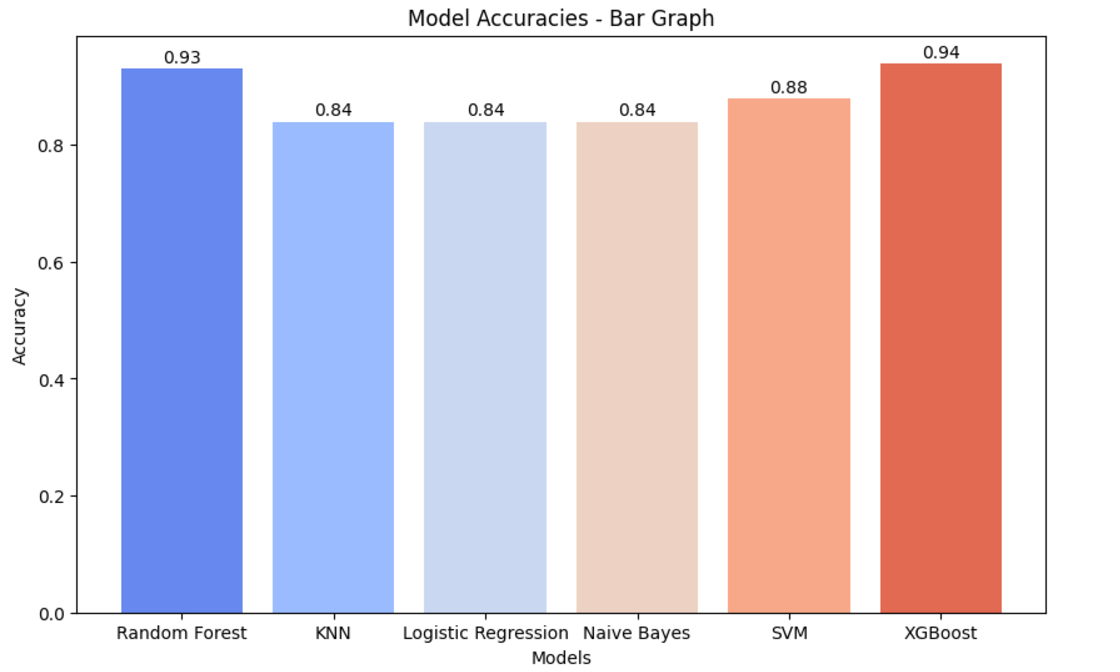 Model Accuracies - Bar Graph
0.93
0.84
0.84
0.84
0.88
0.94
Accuracy
0.8
0.6
0.4
0.2
0.0
Random Forest
KNN
Logistic Regression
Naive Bayes
SVM
XGBoost
Models